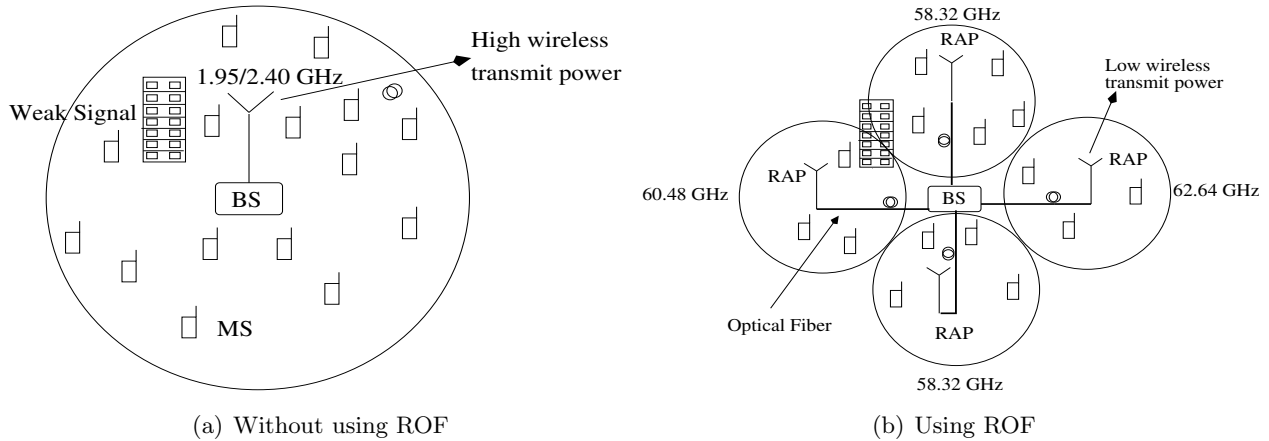 High wireless
transmit power
1.95/2.40 GHz
Weak Signal
BS
MS
(a) Without using ROF
58.32 GHz
RAP
Low wireless
transmit power
RAP
RAP
60.48 GHz
BS
62.64 GHz
Optical Fiber
RAP
58.32 GHz
(b) Using ROF